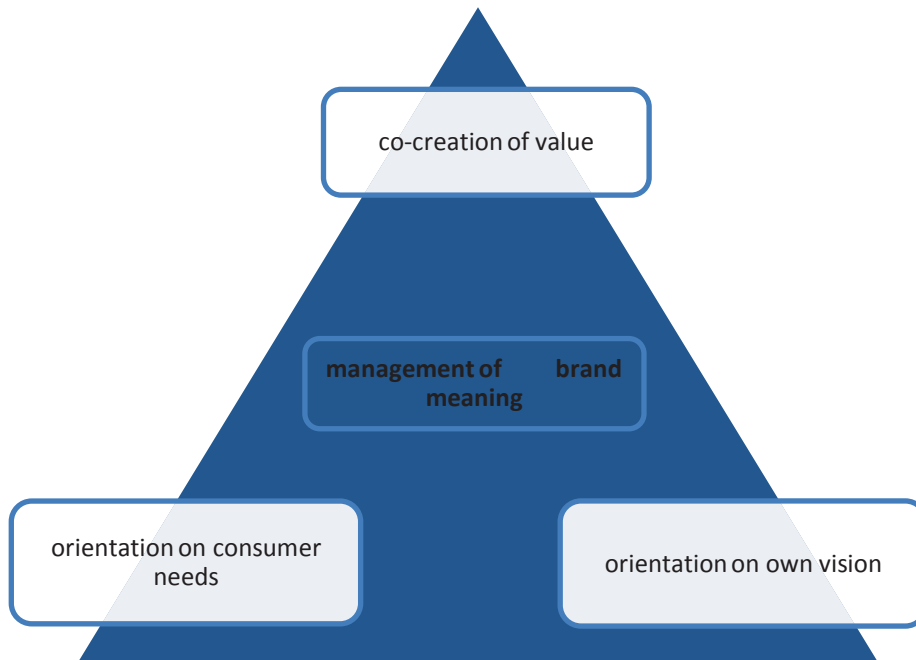 co-creation of value
management of brand
meaning
orientation on consumer
needs
orientation on own vision